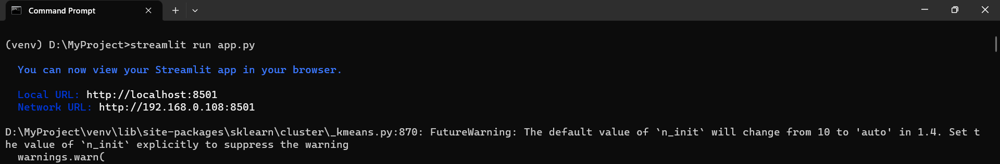 Command Prompt
(venv) D:\MyProject>streamlit run app.py
You can now view your Streamlit app in your browser.
Local URL: http://localhost:8501
Network URL: http://192.168.0.108:8501
D:\MyProject\venv\lib\site-packages\sklearn\cluster\_kmeans.py:870: FutureWarning: The default value of `n_init` will change from 10 to 'auto' in 1.4. Set t
he value of `n_init` explicitly to suppress the warning
  warnings.warn(